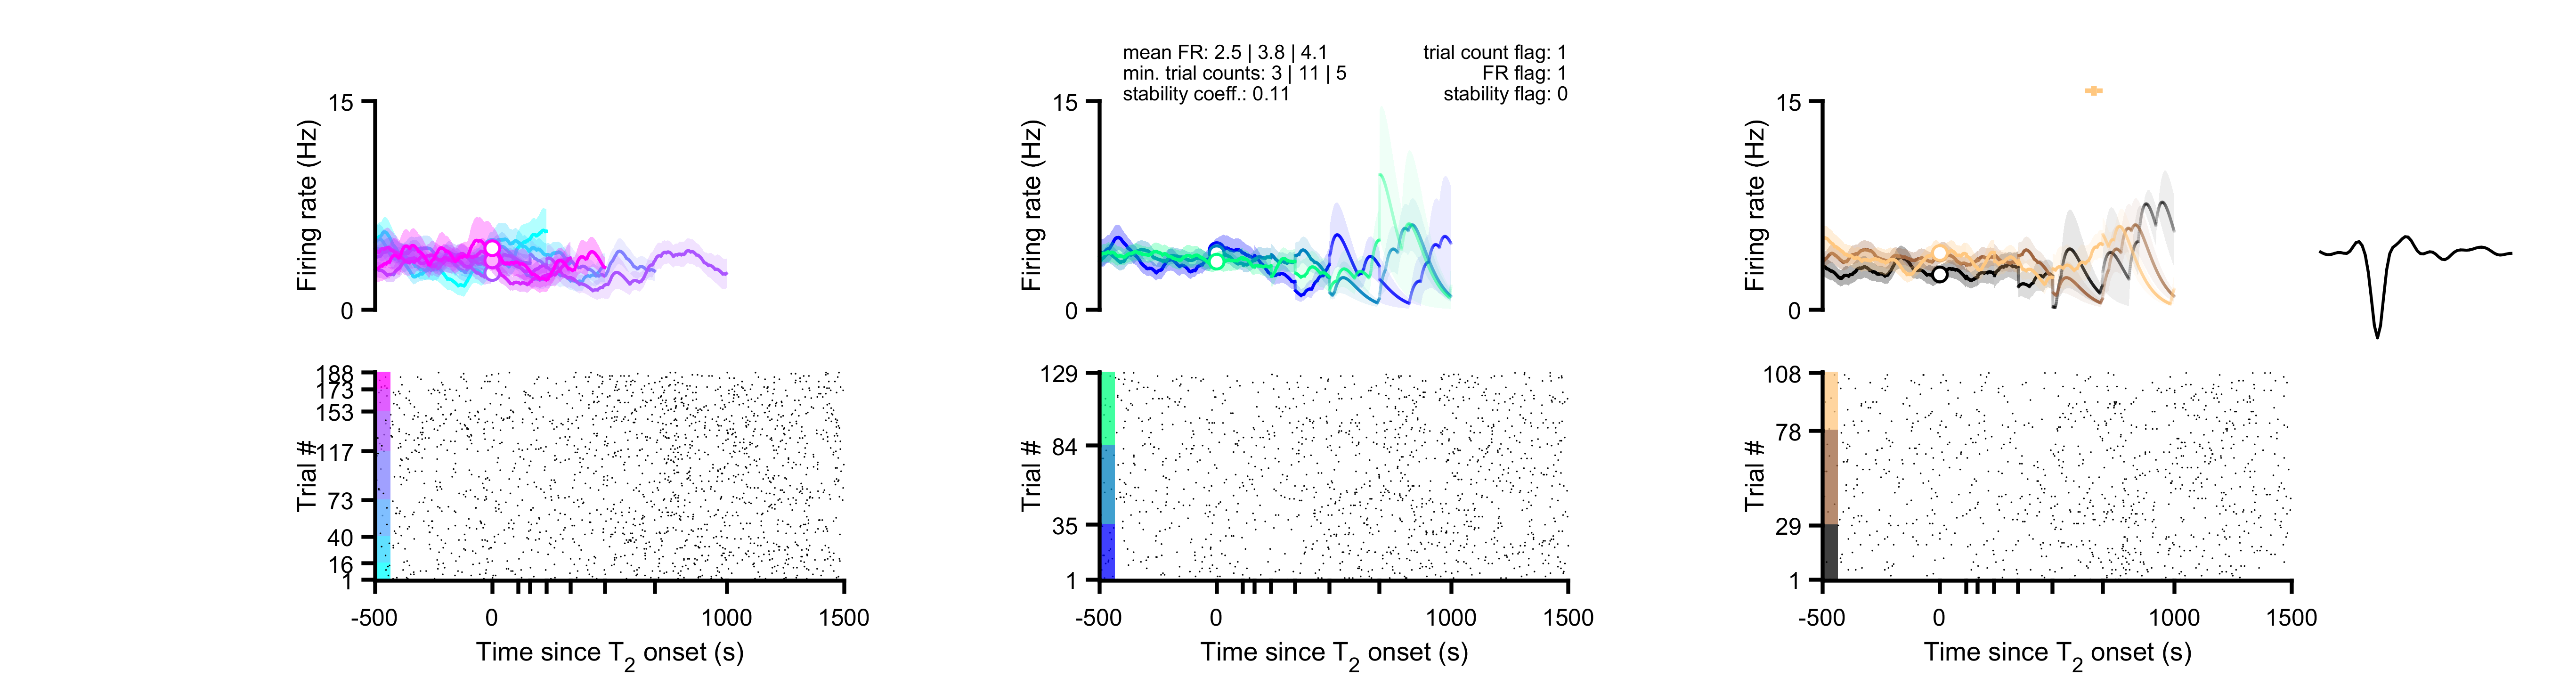 mean FR: 2.5 | 3.8 | 4.1
min. trial counts: 3 | 11 | 5
stability coeff.: 0.11
trial count flag: 1
FR flag: 1
stability flag: 0
15
Firing rate (Hz)
0
15
Firing rate (Hz)
0
15
Firing rate (Hz)
0
188
173
153
117
73
40
16
1
Trial #
-500 0 1000 1500
Time since T2 onset (s)
129
84
35
1
Trial #
-500 0 1000 1500
Time since T2 onset (s)
108
78
29
1
Trial #
-500 0 1000 1500
Time since T2 onset (s)